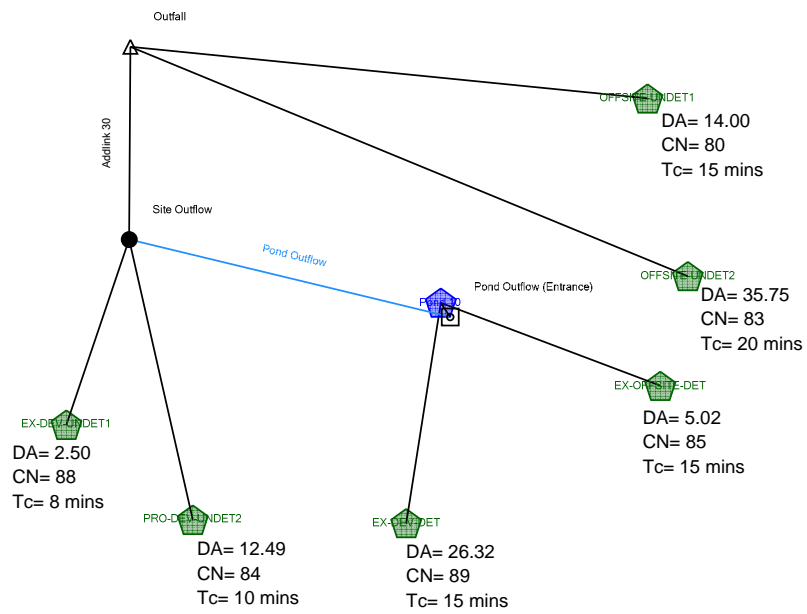 Outfall
OFFSITE-UNDET1
DA= 14.00
CN= 80
Tc= 15 mins
Addlink 30
Site Outflow
Pond Outflow
OFFSITE-UNDET2
DA= 35.75
CN= 83
Tc= 20 mins
Pond Outflow (Entrance)
Pond 10
EX-OFFSITE-DET
DA= 5.02
CN= 85
Tc= 15 mins
EX-DEV-UNDET1
DA= 2.50
CN= 88
Tc= 8 mins
PRO-DEV-UNDET2
DA= 12.49
CN= 84
Tc= 10 mins
EX-DEV-DET
DA= 26.32
CN= 89
Tc= 15 mins